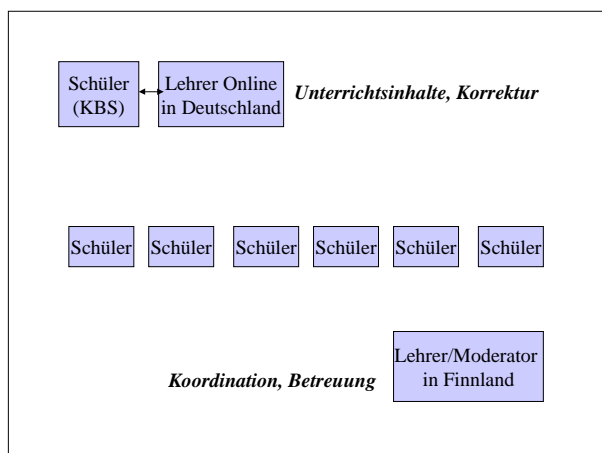 Schüler
(KBS)
Lehrer Online
in Deutschland
Unterrichtsinhalte, Korrektur
Schüler
Schüler
Schüler
Schüler
Schüler
Schüler
Lehrer/Moderator
in Finnland
Koordination, Betreuung